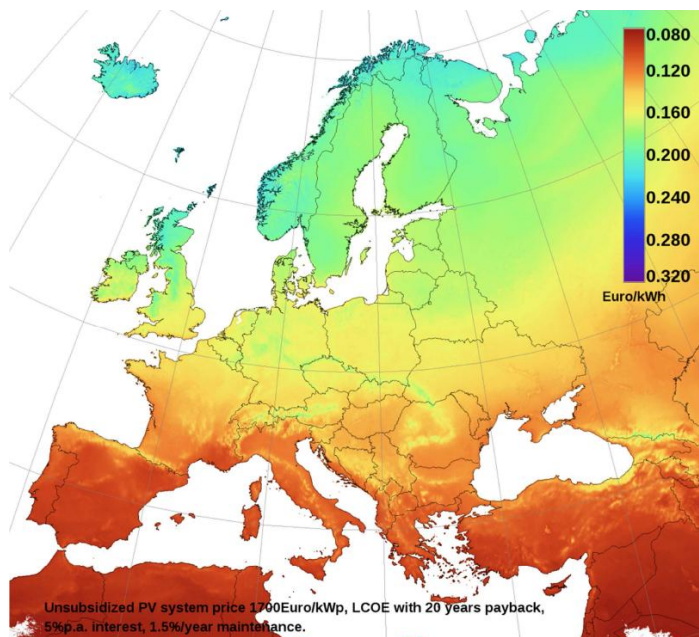 0.080
0.120
0.160
0.200
0.240
0.280
0.320
Euro/kWh
Unsubsidized PV system price 1700Euro/kWp, LCOE with 20 years payback,
5%p.a. interest, 1.5%/year maintenance.